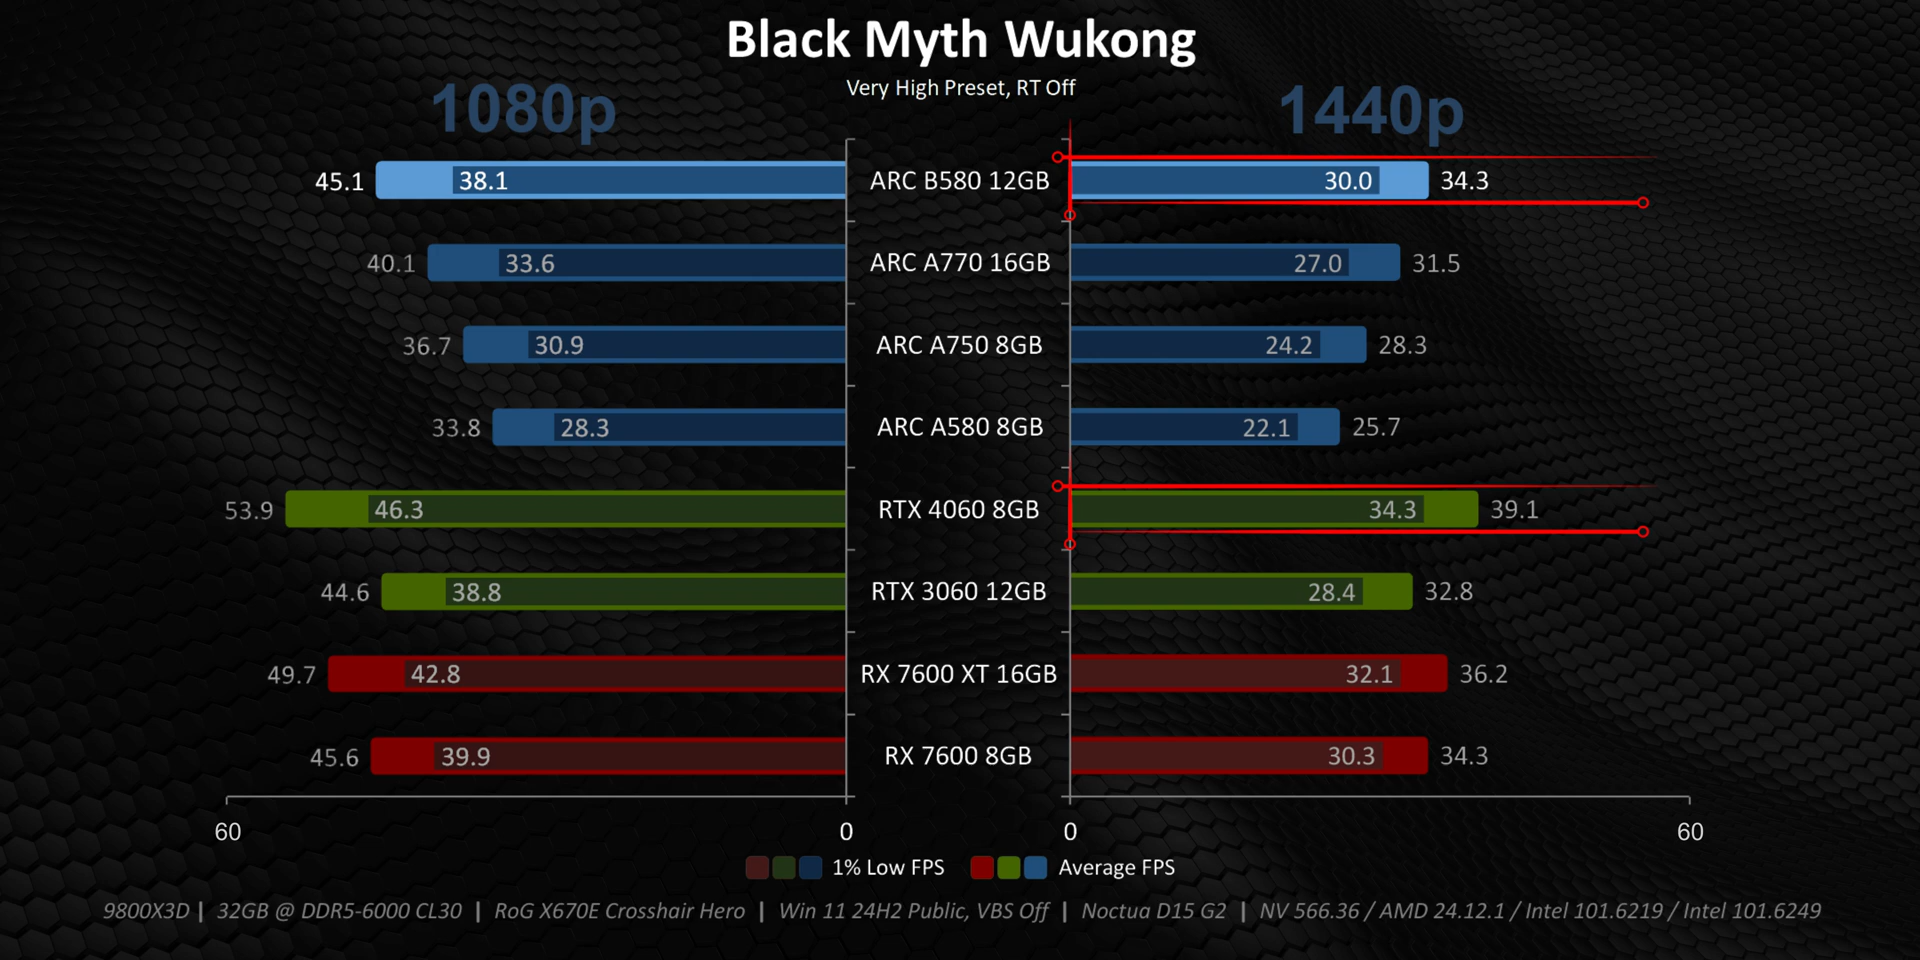 Black Myth Wukong
Very High Preset, RT Off
1080p 1440p
45.1 38.1 ARC B580 12GB 30.0 34.3
40.1 33.6 ARC A770 16GB 27.0 31.5
36.7 30.9 ARC A750 8GB 24.2 28.3
33.8 28.3 ARC A580 8GB 22.1 25.7
53.9 46.3 RTX 4060 8GB 34.3 39.1
44.6 38.8 RTX 3060 12GB 28.4 32.8
49.7 42.8 RX 7600 XT 16GB 32.1 36.2
45.6 39.9 RX 7600 8GB 30.3 34.3
60 0 0 60
1% Low FPS Average FPS
9800X3D | 32GB @ DDR5-6000 CL30 | RoG X670E Crosshair Hero | Win 11 24H2 Public, VBS Off | Noctua D15 G2 | NV 566.36 / AMD 24.12.1 / Intel 101.6219 / Intel 101.6249